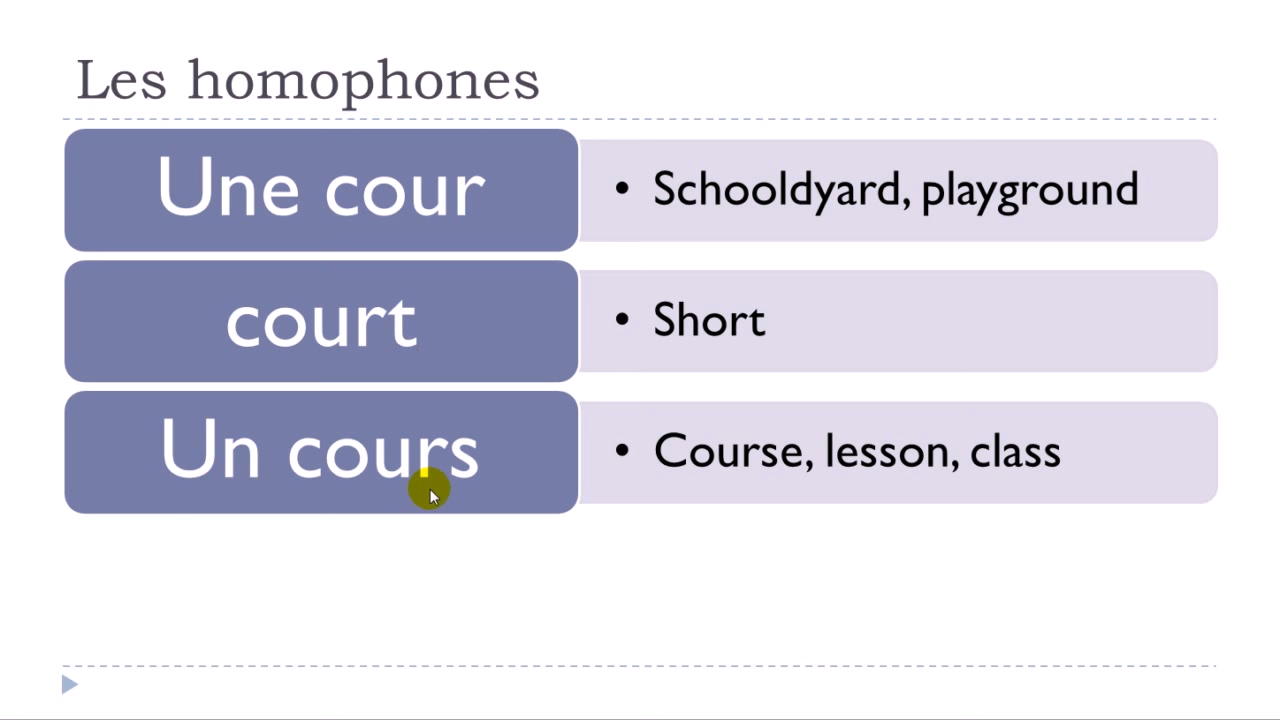 Les homophones
Une cour
• Schooldyard, playground
court
• Short
Un cours
• Course, lesson, class